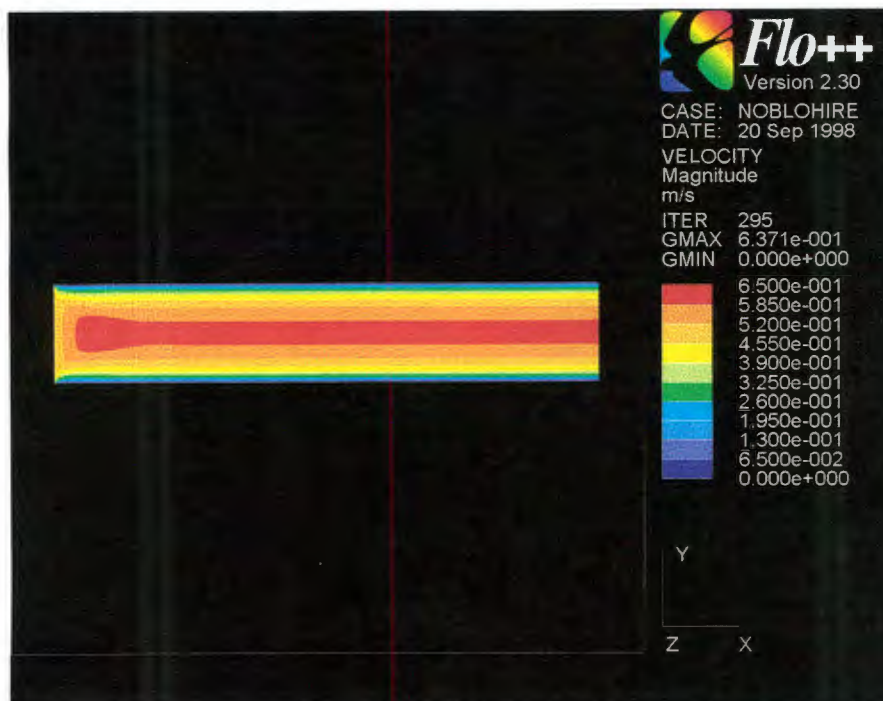 Flo++
Version 2.30
CASE: NOBLOHIRE
DATE: 20 Sep 1998
VELOCITY
Magnitude
m/s
ITER 295
GMAX 6.371e-001
GMIN 0.000e+000
6.500e-001
5.850e-001
5.200e-001
4.550e-001
3.900e-001
3.250e-001
2.600e-001
1.950e-001
1.300e-001
6.500e-002
0.000e+000
Y
Z X